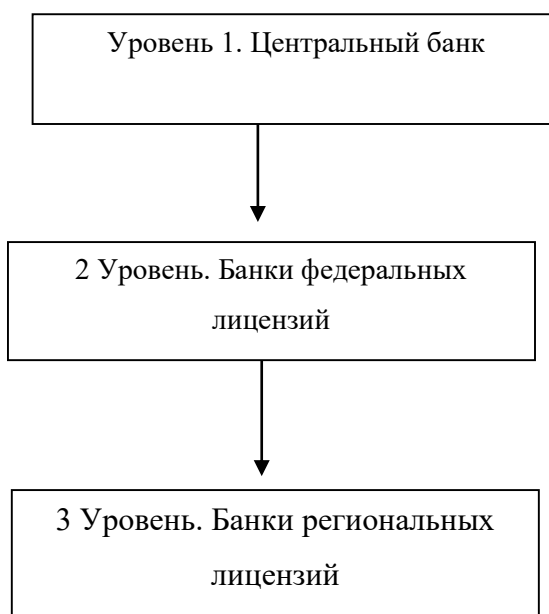 Уровень 1. Центральный банк
2 Уровень. Банки федеральных
лицензий
3 Уровень. Банки региональных
лицензий